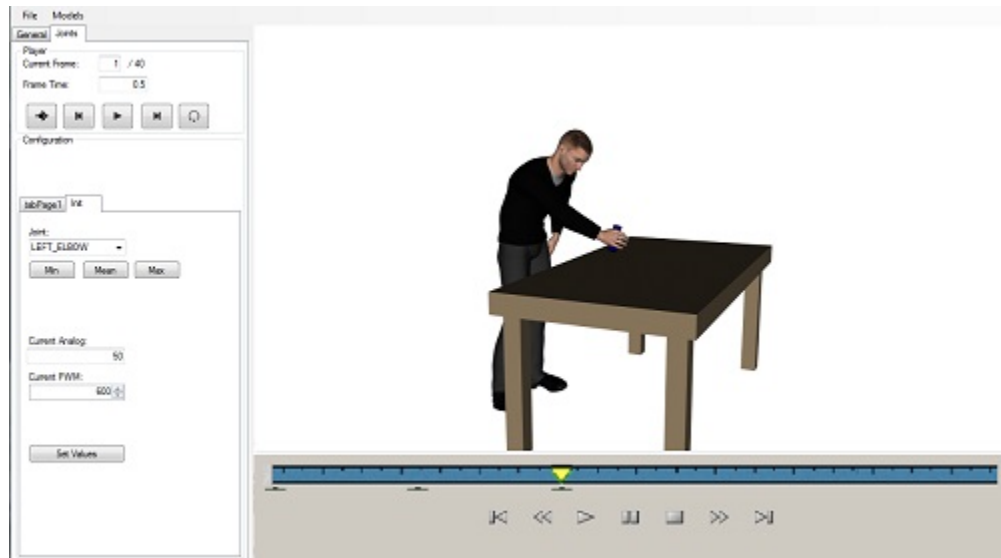 File Models
General Joints
Player
Current Frame: 1 / 40
Frame Time: 0.5
Configuration
tabPage1 Init
Joint:
LEFT_ELBOW
Min Mean Max
Current Analog:
50
Current PWM:
600
Set Values